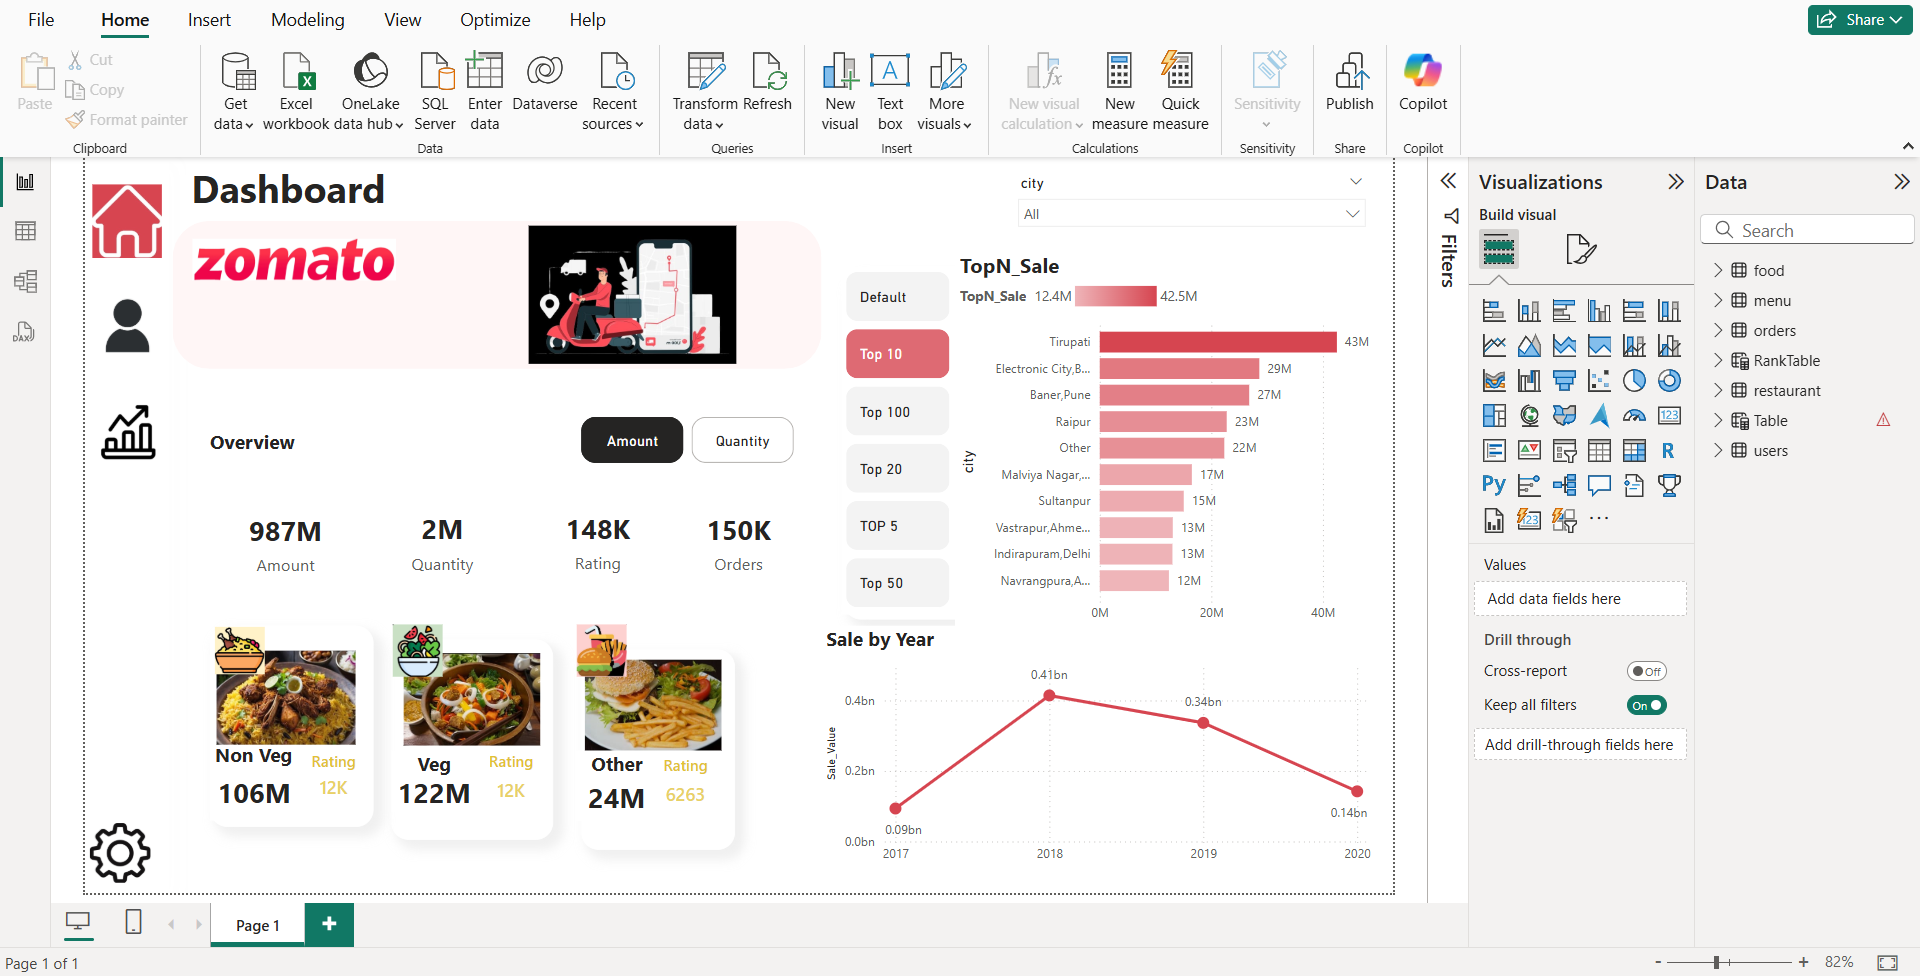 File Home Insert Modeling View Optimize Help Share
Paste Cut Copy Format painter
Get data Excel workbook OneLake data hub SQL Server Enter data Dataverse Recent sources
Transform data Refresh
New visual Text box More visuals
New visual calculation New measure Quick measure
Sensitivity
Publish
Copilot
Clipboard Data Queries Insert Calculations Sensitivity Share Copilot
Dashboard
zomato
city
All
TopN_Sale
TopN_Sale 12.4M 42.5M
Default
Top 10
Top 100
Top 20
TOP 5
Top 50
city
Tirupati 43M
Electronic City,B... 29M
Baner,Pune 27M
Raipur 23M
Other 22M
Malviya Nagar,... 17M
Sultanpur 15M
Vastrapur,Ahme... 13M
Indirapuram,Delhi 13M
Navrangpura,A... 12M
0M 20M 40M
Overview
Amount Quantity
987M 2M 148K 150K
Amount Quantity Rating Orders
Non Veg Rating
106M 12K
Veg Rating
122M 12K
Other Rating
24M 6263
Sale by Year
Sale_Value
0.4bn
0.2bn
0.0bn
0.09bn
0.41bn
0.34bn
0.14bn
2017 2018 2019 2020
Filters
Visualizations
Build visual
123
R
Py
123
Values
Add data fields here
Drill through
Cross-report Off
Keep all filters On
Add drill-through fields here
Data
Search
food
menu
orders
RankTable
restaurant
Table
users
DAX
Page 1
Page 1 of 1
- + 82%